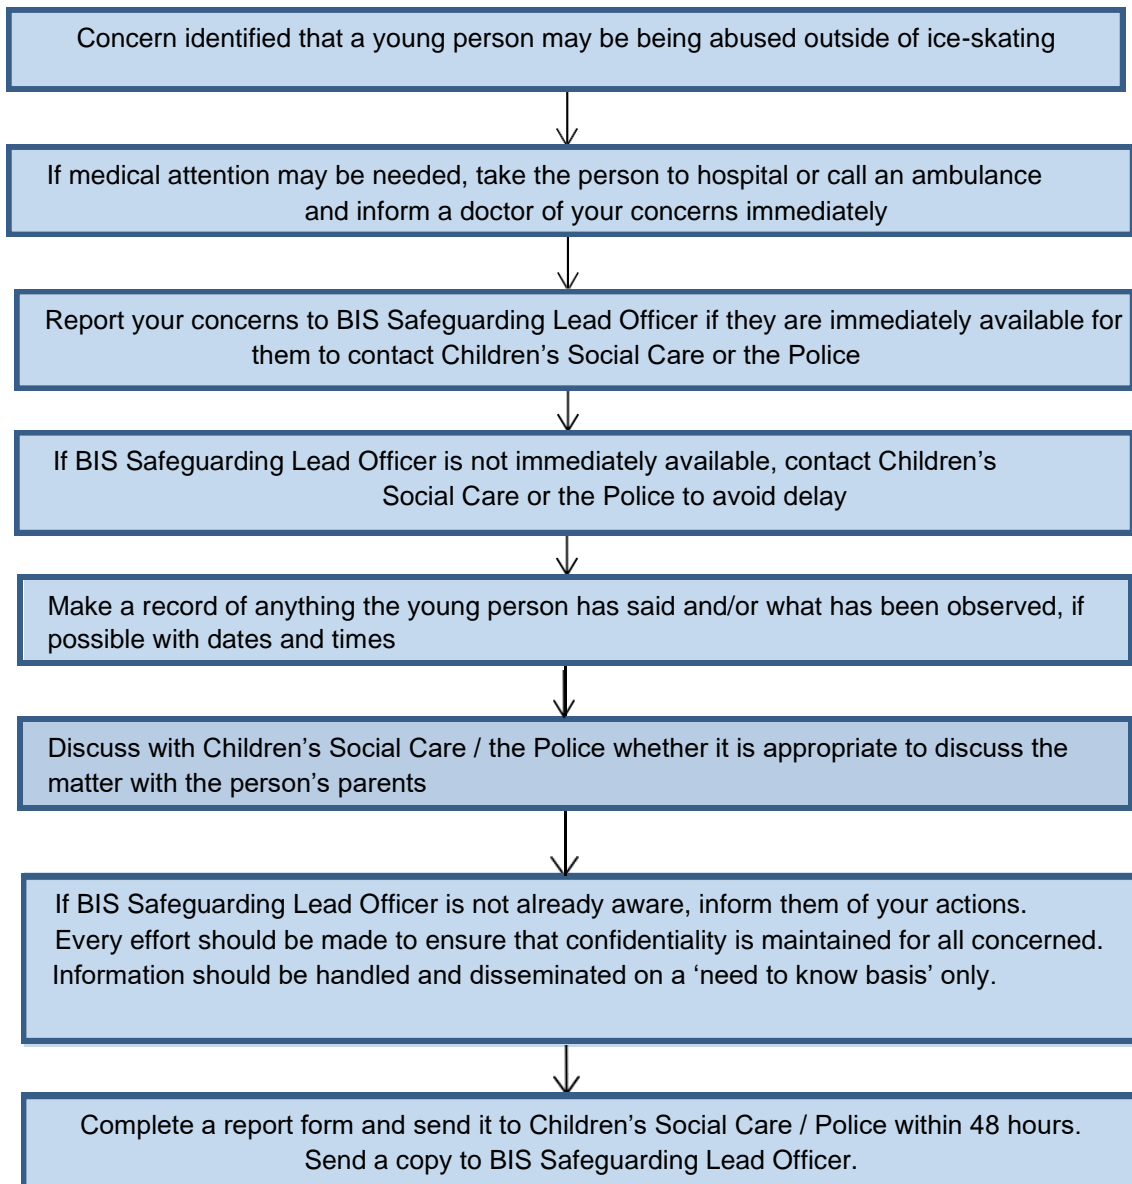 Concern identified that a young person may be being abused outside of ice-skating
If medical attention may be needed, take the person to hospital or call an ambulance
and inform a doctor of your concerns immediately
Report your concerns to BIS Safeguarding Lead Officer if they are immediately available for
them to contact Children’s Social Care or the Police
If BIS Safeguarding Lead Officer is not immediately available, contact Children’s
Social Care or the Police to avoid delay
Make a record of anything the young person has said and/or what has been observed, if
possible with dates and times
Discuss with Children’s Social Care / the Police whether it is appropriate to discuss the
matter with the person’s parents
If BIS Safeguarding Lead Officer is not already aware, inform them of your actions.
Every effort should be made to ensure that confidentiality is maintained for all concerned.
Information should be handled and disseminated on a ‘need to know basis’ only.
Complete a report form and send it to Children’s Social Care / Police within 48 hours.
Send a copy to BIS Safeguarding Lead Officer.